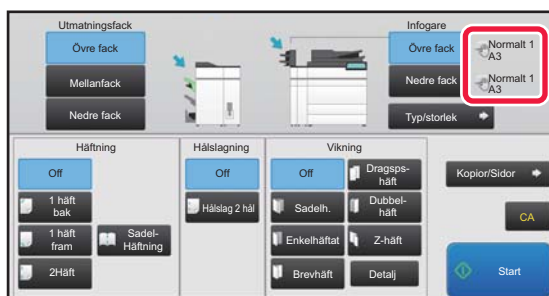 Utmatningsfack
Infogare
Övre fack
Mellanfack
Nedre fack
Övre fack
Normalt 1
A3
Nedre fack
Normalt 1
A3
Typ/storlek
Häftning
Off
1 häft
bak
1 häft
fram
2Häft
Sadel-
Häftning
Hålslagning
Off
Hålslag 2 hål
Vikning
Off
Dragsps-
häft
Sadelh.
Dubbel-
häft
Enkelhäftat
Z-häft
Brevhäft
Detalj
Kopior/Sidor
CA
Start